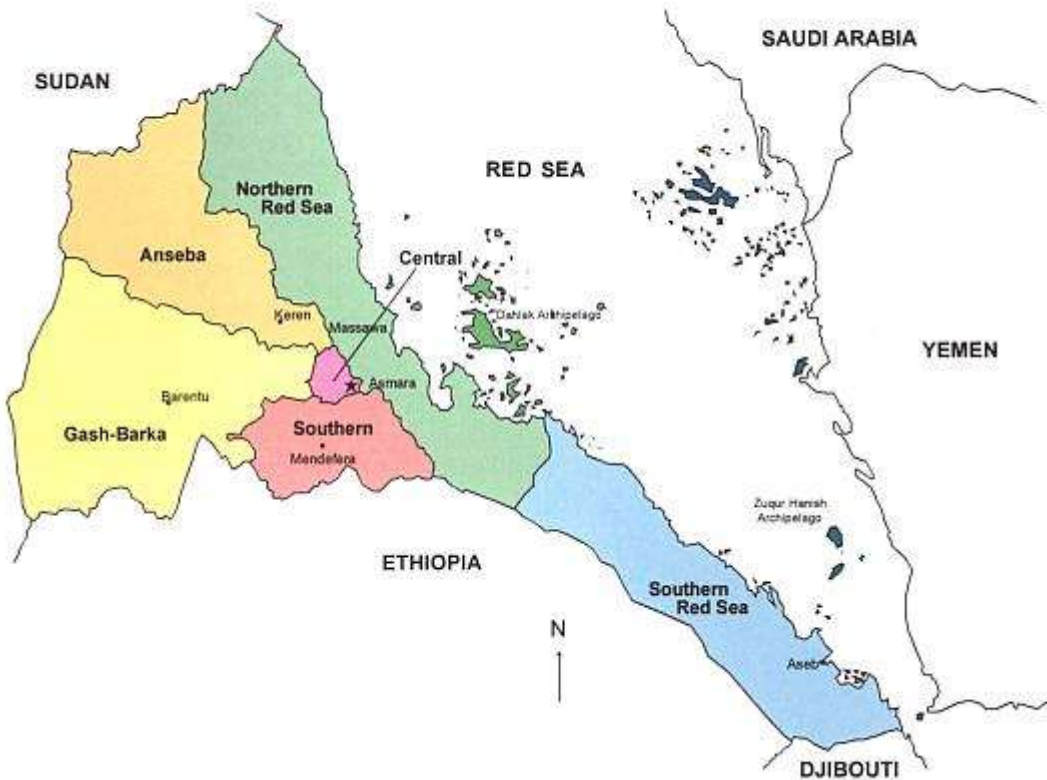 SAUDI ARABIA
SUDAN
RED SEA
Northern
Red Sea
Anseba
Central
Keren
Massawa
Dahlak Archipelago
YEMEN
Asmara
Barentu
Gash-Barka
Southern
Mendefera
Zuqur Hanish
Archipelago
ETHIOPIA
Southern
Red Sea
N
Aseb
DJIBOUTI